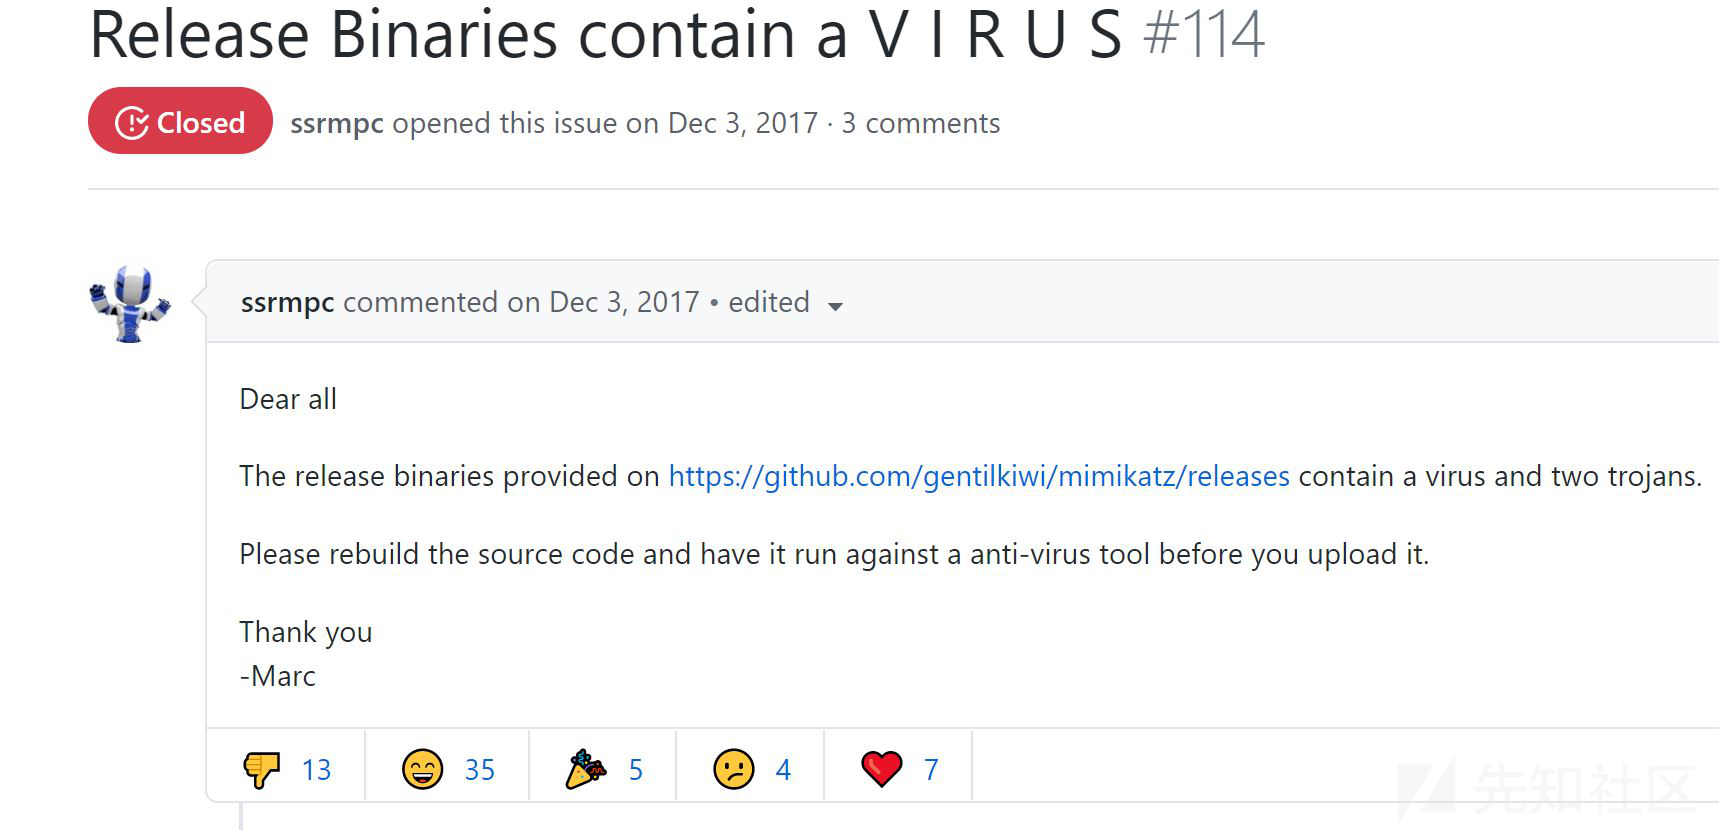 Release Binaries contain a V I R U S #114
Closed ssrmpc opened this issue on Dec 3, 2017 · 3 comments
ssrmpc commented on Dec 3, 2017 • edited
Dear all
The release binaries provided on https://github.com/gentilkiwi/mimikatz/releases contain a virus and two trojans.
Please rebuild the source code and have it run against a anti-virus tool before you upload it.
Thank you
-Marc
13 35 5 4 7
先知社区